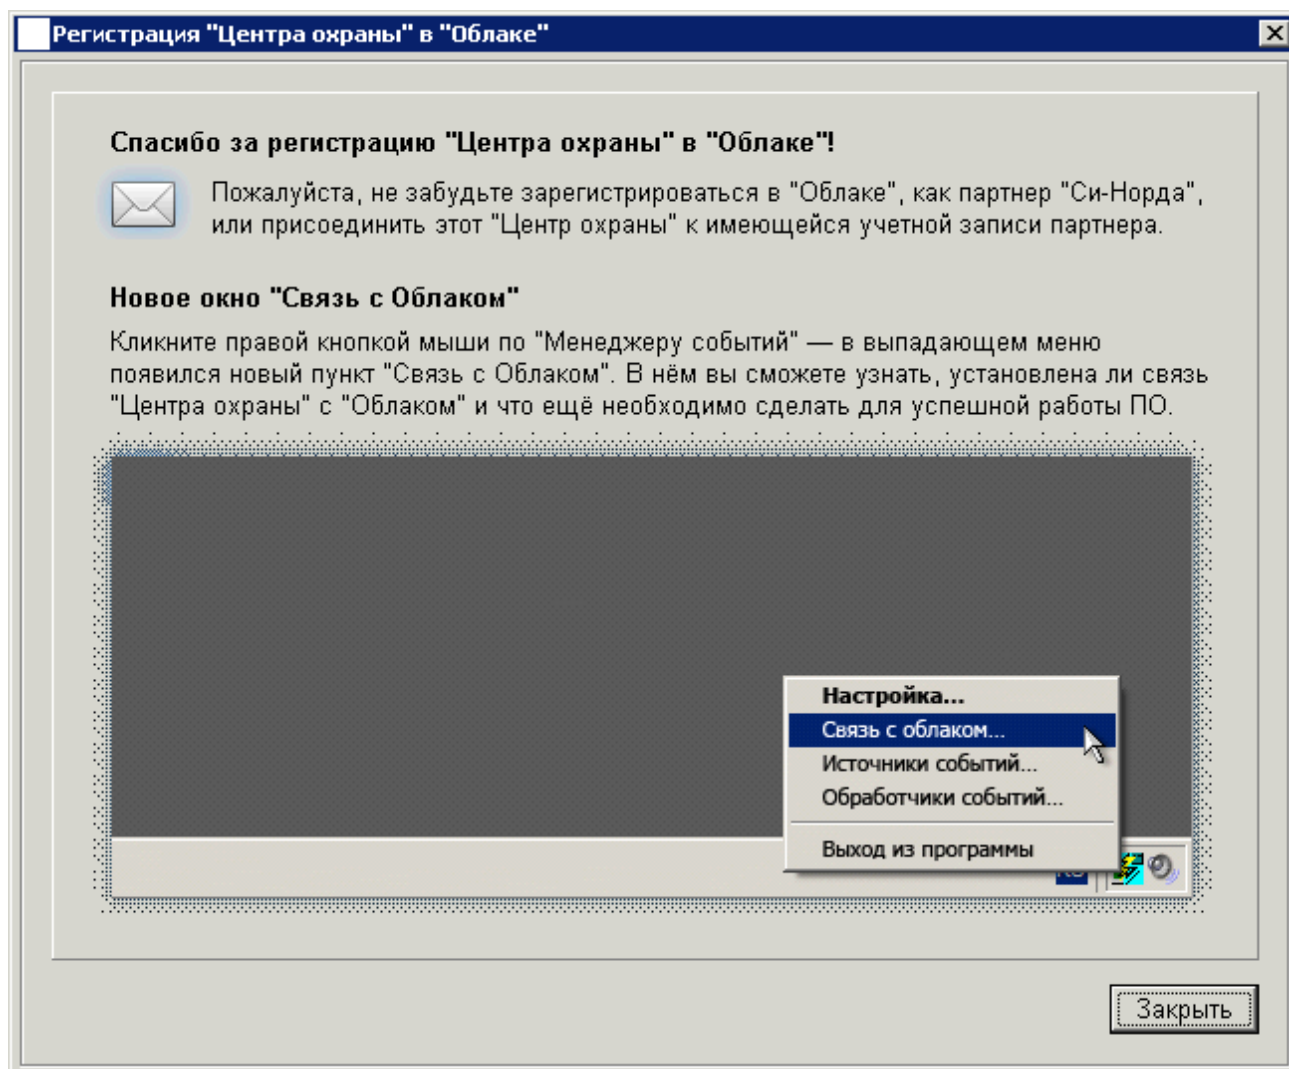 Регистрация "Центра охраны" в "Облаке"
Спасибо за регистрацию "Центра охраны" в "Облаке"!
Пожалуйста, не забудьте зарегистрироваться в "Облаке", как партнер "Си-Норда",
или присоединить этот "Центр охраны" к имеющейся учетной записи партнера.
Новое окно "Связь с Облаком"
Кликните правой кнопкой мыши по "Менеджеру событий" — в выпадающем меню
появился новый пункт "Связь с Облаком". В нём вы сможете узнать, установлена ли связь
"Центра охраны" с "Облаком" и что ещё необходимо сделать для успешной работы ПО.
Настройка...
Связь с облаком...
Источники событий...
Обработчики событий...
Выход из программы
Закрыть